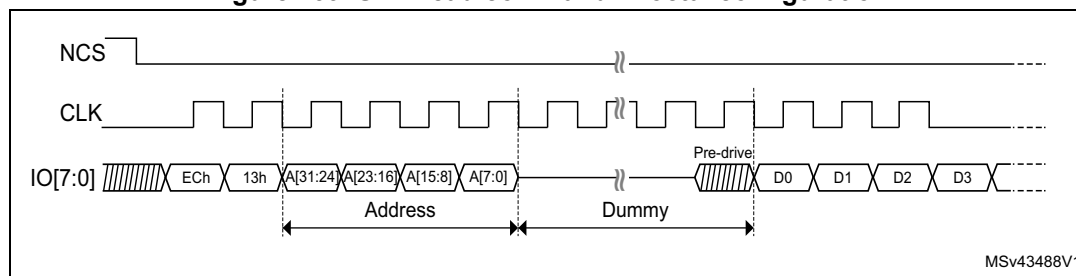 NCS
CLK
Pre-drive
IO[7:0] ECh 13h A[31:24] A[23:16] A[15:8] A[7:0] D0 D1 D2 D3
Address Dummy
MSv43488V1